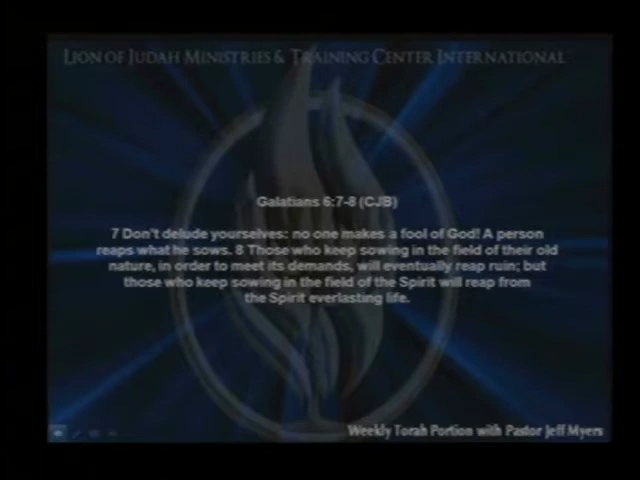 LION OF JUDAH MINISTRIES & TRAINING CENTER INTERNATIONAL
Galatians 6:7-8 (CJB)
7 Don't delude yourselves: no one makes a fool of God! A person
reaps what he sows. 8 Those who keep sowing in the field of their old
nature, in order to meet its demands, will eventually reap ruin; but
those who keep sowing in the field of the Spirit will reap from
the Spirit everlasting life.
Weekly Torah Portion with Pastor Jeff Myers